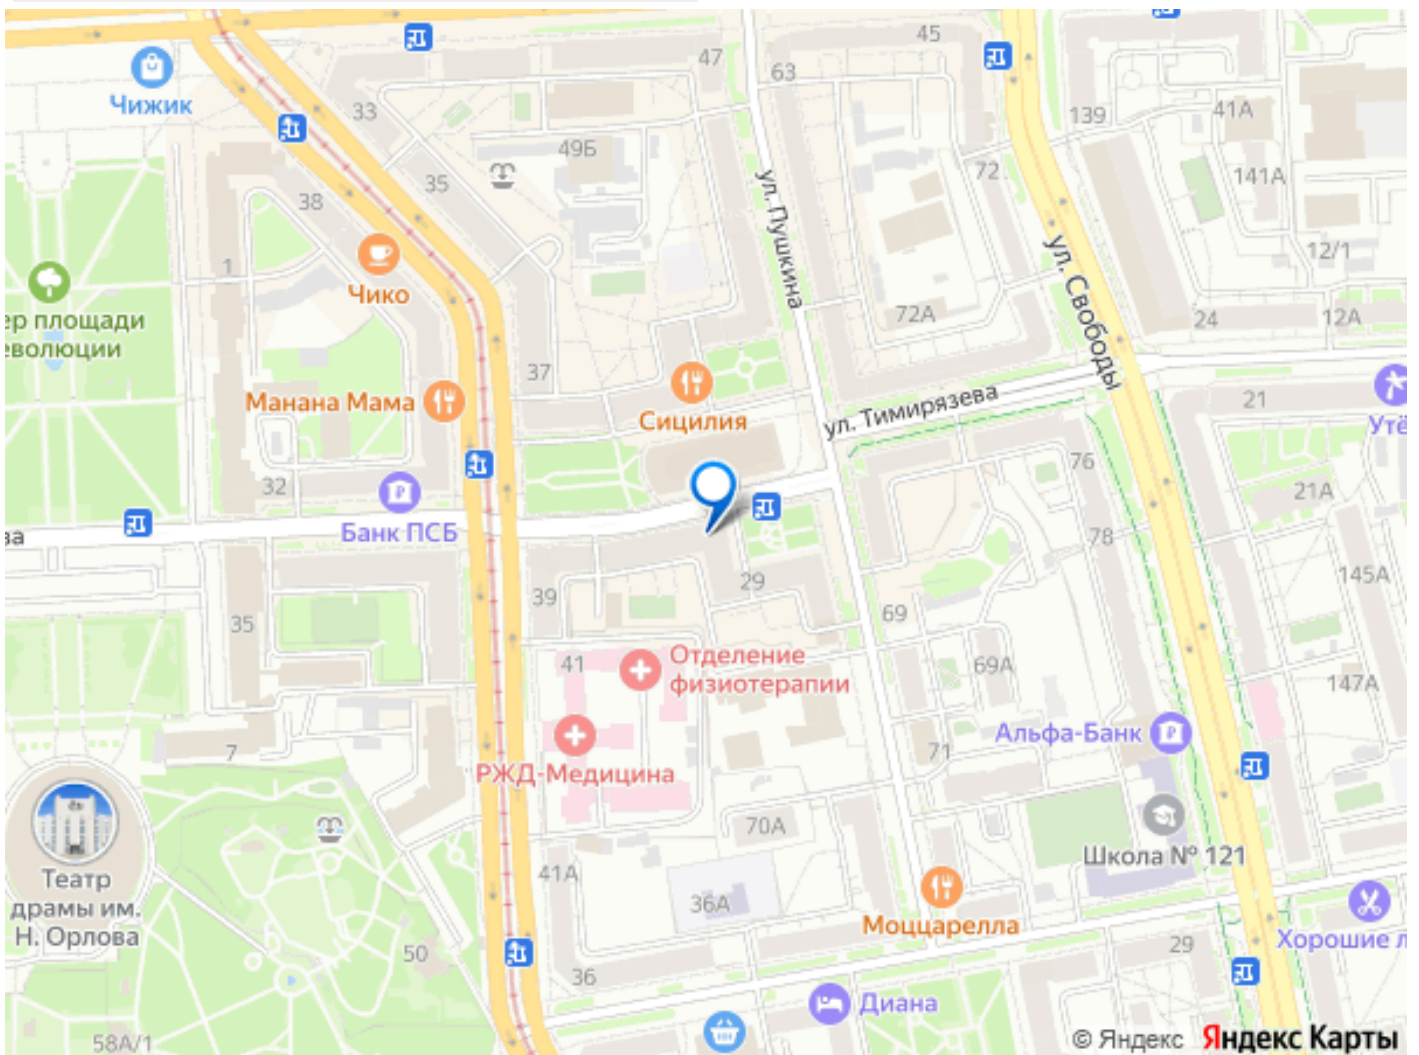 45
47
63
Чижик
33
139
41А
49Б
72
141А
35
38
ул. Пушкина
12/1
1
ул. Свободы
Чико
72А
24
12А
ер площади
еволюции
37
Манана Мама
Сицилия
ул. Тимирязева
21
Утё
76
32
21А
Банк ПСБ
ва
78
29
145А
39
69
35
41
Отделение
физиотерапии
69А
147А
Альфа-Банк
7
71
РЖД-Медицина
70А
Школа № 121
Театр
драмы им.
Н. Орлова
41А
36А
Моццарелла
Хорошие л
29
50
36
Диана
58А/1
© Яндекс Яндекс Карты